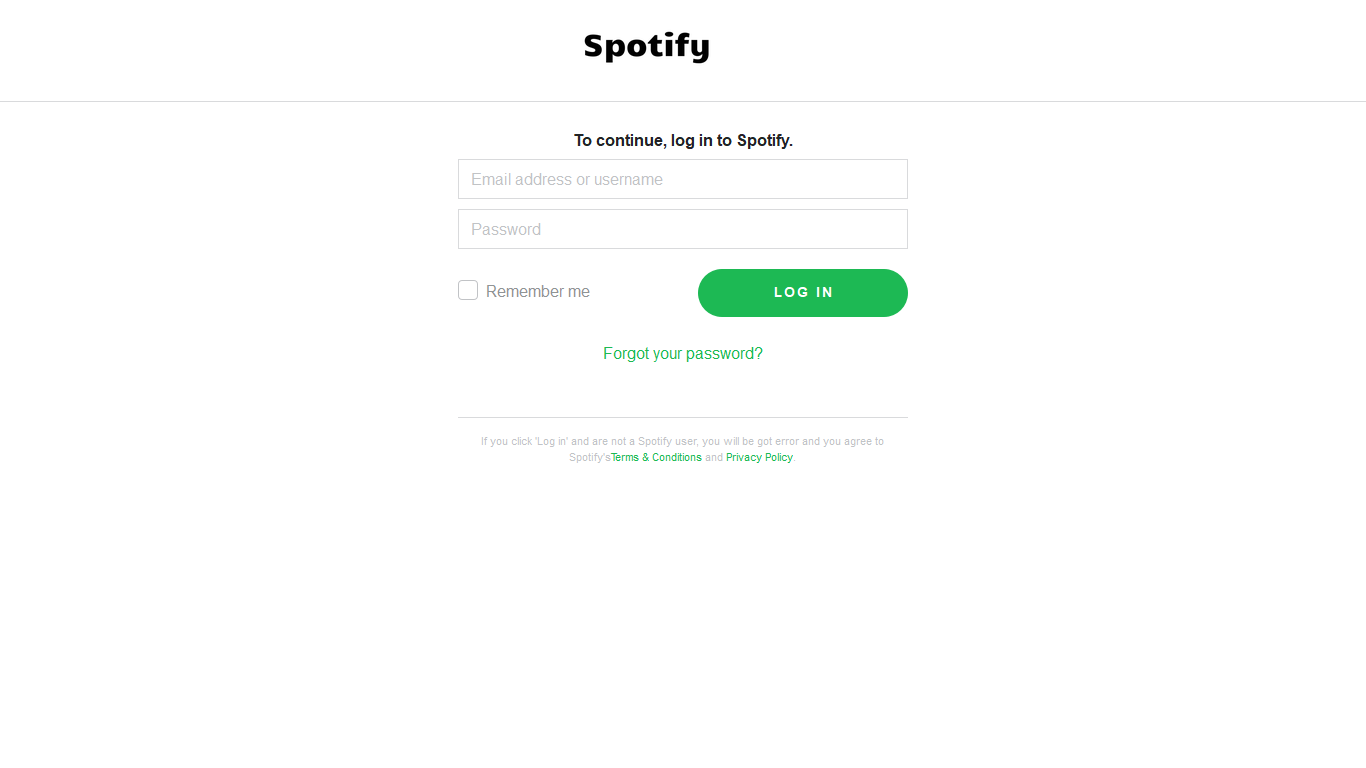 Spotify
To continue, log in to Spotify.
Email address or username
Password
Remember me
LOG IN
Forgot your password?
If you click 'Log in' and are not a Spotify user, you will be got error and you agree to
Spotify'sTerms & Conditions and Privacy Policy.